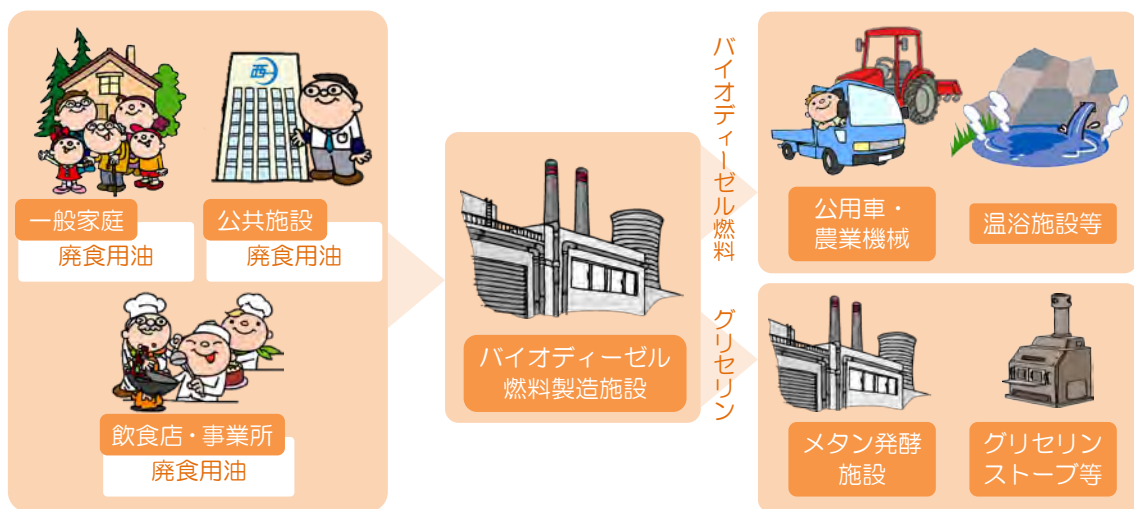 西
一般家庭
廃食用油
公共施設
廃食用油
飲食店・事業所
廃食用油
バイオディーゼル
燃料製造施設
バイオディーゼル燃料
グリセリン
公用車・
農業機械
温浴施設等
メタン発酵
施設
グリセリン
ストーブ等